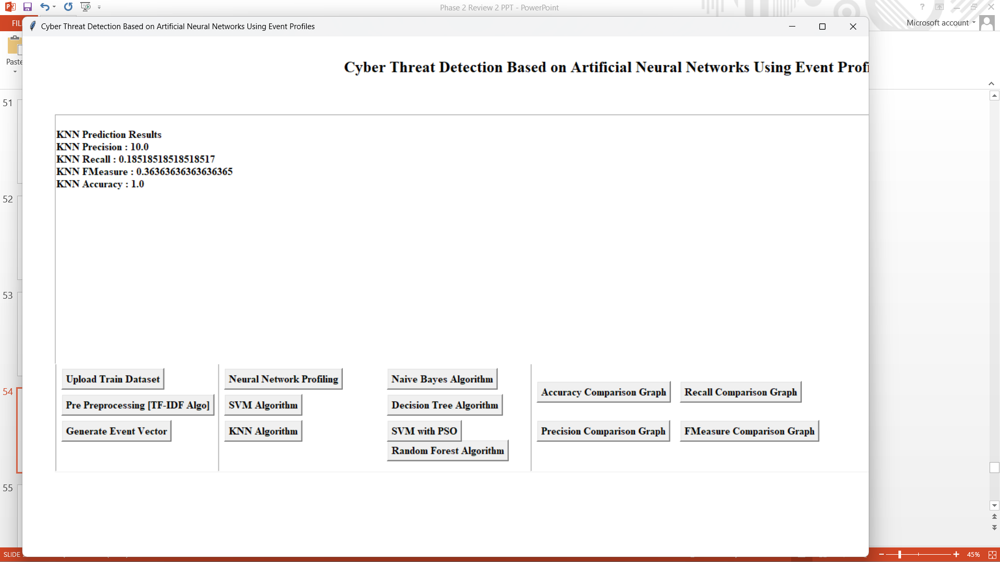 Phase 2 Review 2 PPT - PowerPoint
Microsoft account
Paste
51
52
53
54
55
Cyber Threat Detection Based on Artificial Neural Networks Using Event Profiles
Cyber Threat Detection Based on Artificial Neural Networks Using Event Profi
KNN Prediction Results
KNN Precision : 10.0
KNN Recall : 0.18518518518518517
KNN FMeasure : 0.36363636363636365
KNN Accuracy : 1.0
Upload Train Dataset
Pre Preprocessing [TF-IDF Algo]
Generate Event Vector
Neural Network Profiling
SVM Algorithm
KNN Algorithm
Naive Bayes Algorithm
Decision Tree Algorithm
SVM with PSO
Random Forest Algorithm
Accuracy Comparison Graph
Recall Comparison Graph
Precision Comparison Graph
FMeasure Comparison Graph
SLIDE
45%